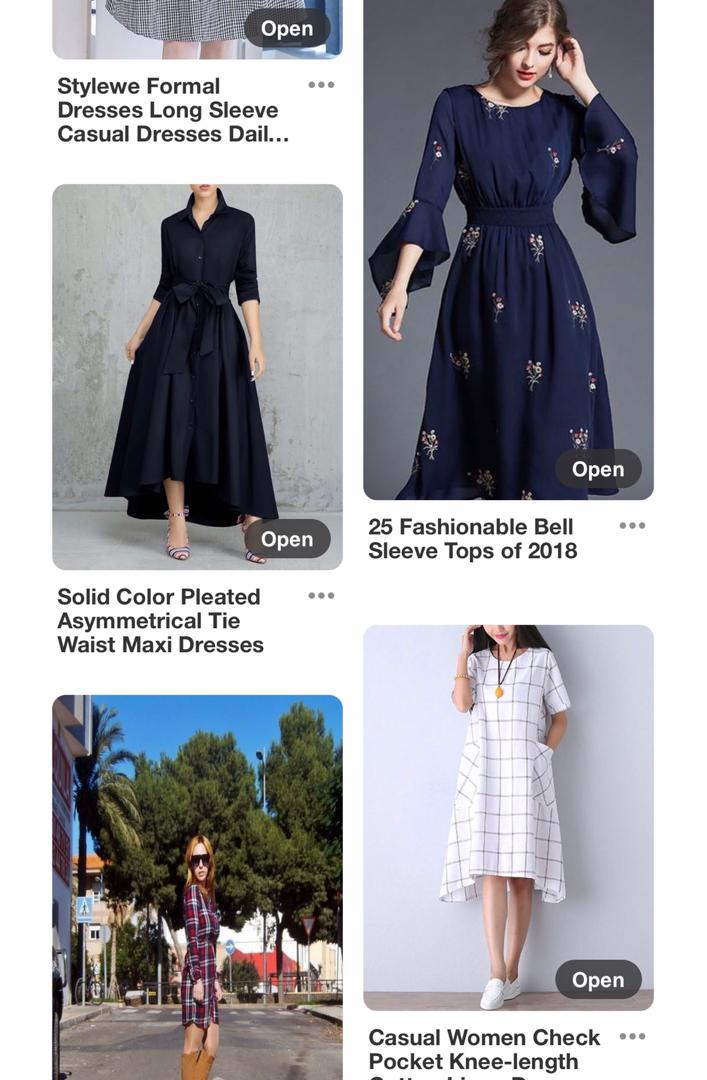 Open
Stylewe Formal
Dresses Long Sleeve
Casual Dresses Dail...
Open
Solid Color Pleated
Asymmetrical Tie
Waist Maxi Dresses
Open
25 Fashionable Bell
Sleeve Tops of 2018
Open
Casual Women Check
Pocket Knee-length